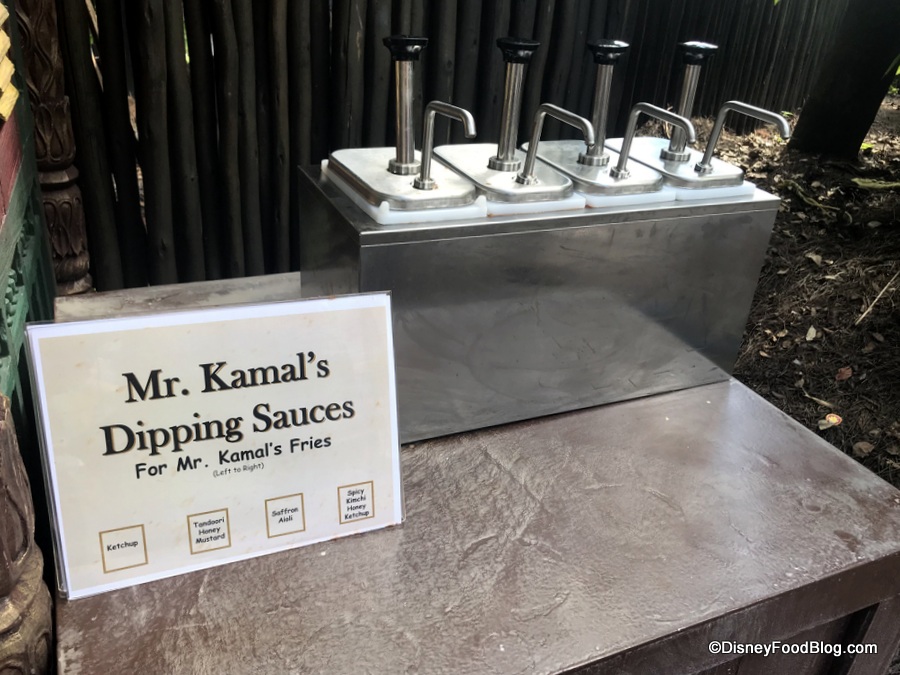 Mr. Kamal's
Dipping Sauces
For Mr. Kamal's Fries
(Left to Right)
Ketchup
Tandoori
Honey
Mustard
Saffron
Aioli
Spicy
Kimchi
Honey
Ketchup
©DisneyFoodBlog.com